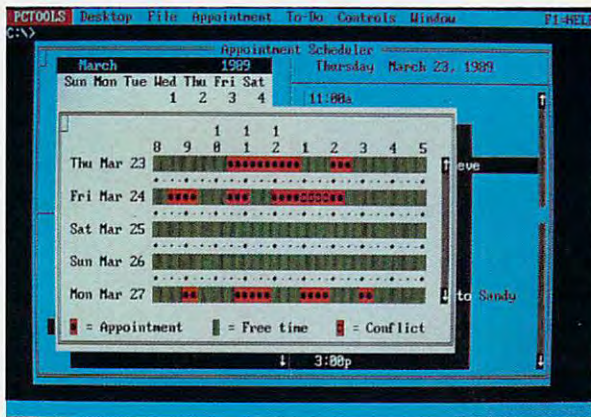 PCTOOLS Desktop File Appointment To-Do Controls Window F1=HELP
C:\>
Appointment Scheduler
March 1989
Thursday March 23, 1989
Sun Mon Tue Wed Thu Fri Sat
1 2 3 4
11:00a
1 1 1
8 9 0 1 2 1 2 3 4 5
Thu Mar 23
eve
Fri Mar 24
Sat Mar 25
Sun Mar 26
Mon Mar 27
to Sandy
= Appointment = Free time = Conflict
3:00p